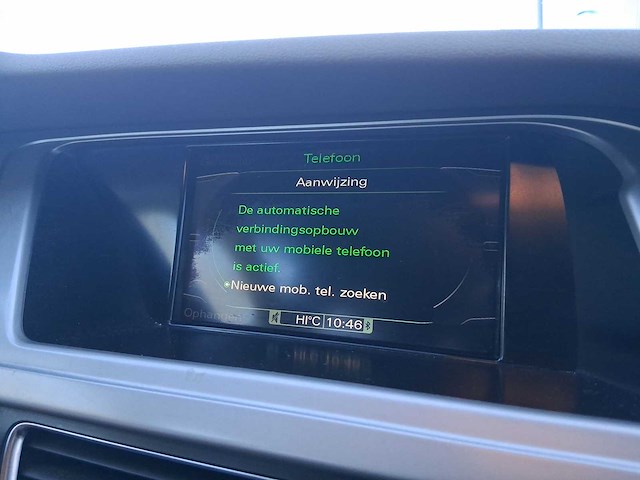 Telefoon
Aanwijzing
De automatische
verbindingsopbouw
met uw mobiele telefoon
is actief.
*Nieuwe mob. tel. zoeken
HI°C 10:46